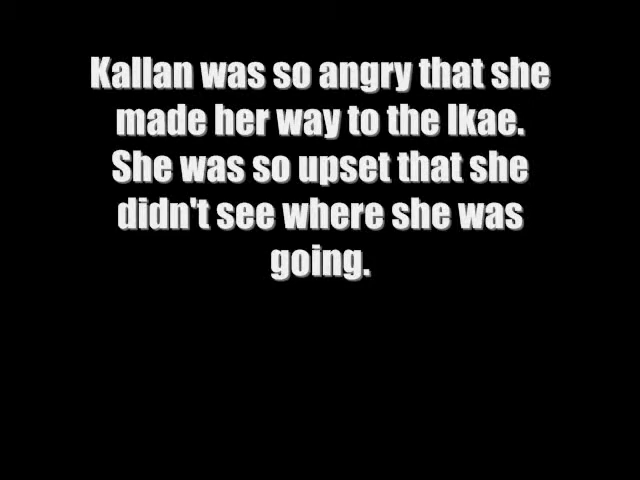 Kallan was so angry that she
made her way to the lkae.
She was so upset that she
didn't see where she was
going.